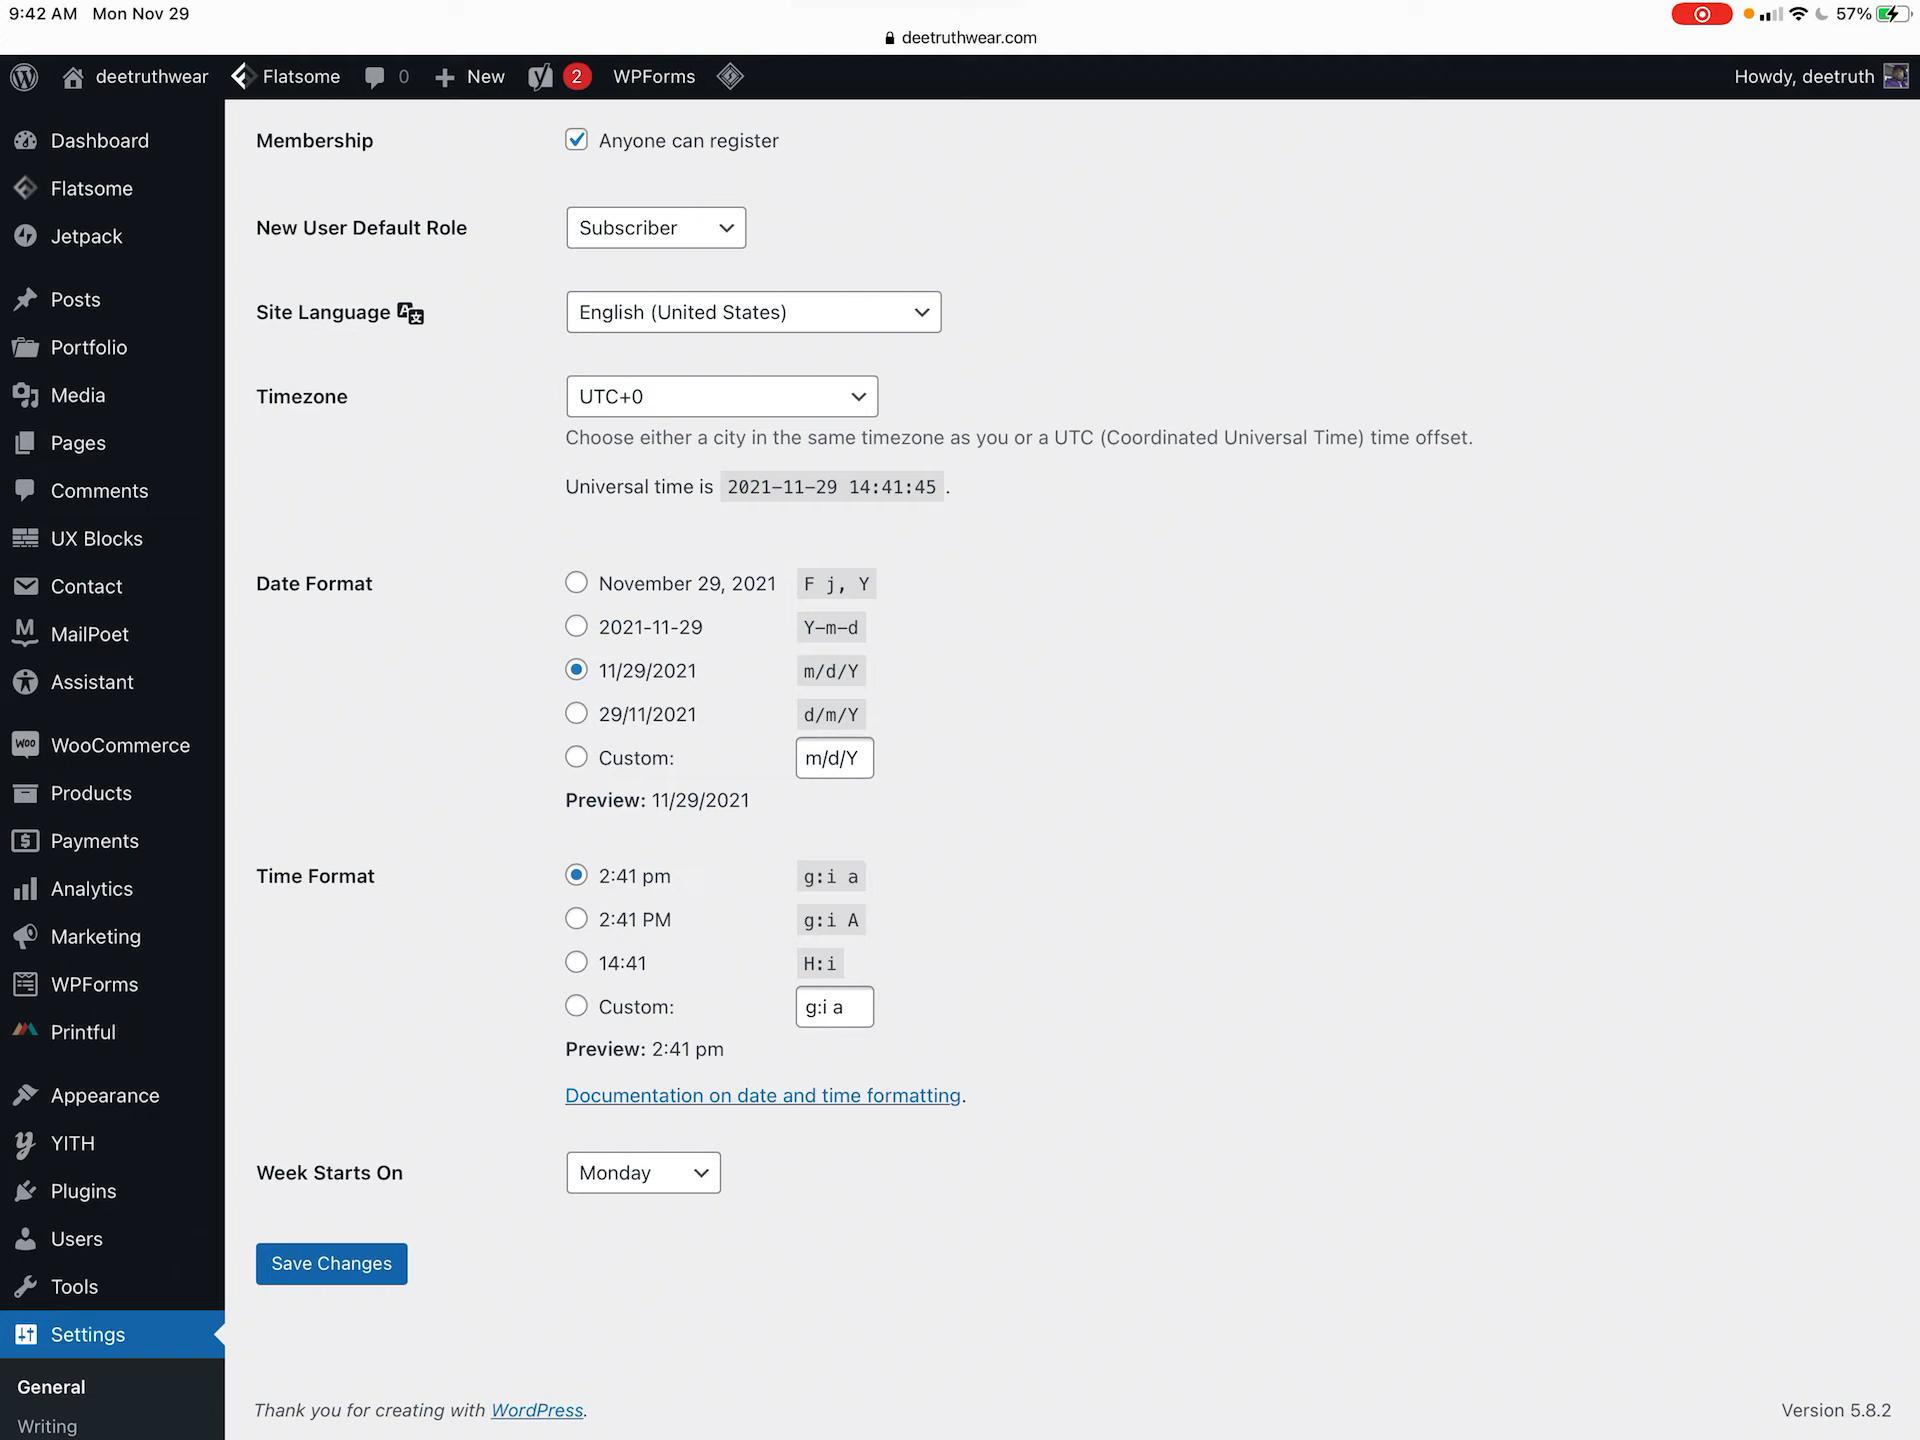 9:42 AM Mon Nov 29
57%
deetruthwear.com
deetruthwear Flatsome 0 New 2 WPForms
Howdy, deetruth
Dashboard
Flatsome
Jetpack
Posts
Portfolio
Media
Pages
Comments
UX Blocks
Contact
MailPoet
Assistant
WooCommerce
Products
Payments
Analytics
Marketing
WPForms
Printful
Appearance
YITH
Plugins
Users
Tools
Settings
General
Writing
Membership
Anyone can register
New User Default Role
Subscriber
Site Language
English (United States)
Timezone
UTC+0
Choose either a city in the same timezone as you or a UTC (Coordinated Universal Time) time offset.
Universal time is 2021-11-29 14:41:45 .
Date Format
November 29, 2021 F j, Y
2021-11-29 Y-m-d
11/29/2021 m/d/Y
29/11/2021 d/m/Y
Custom: m/d/Y
Preview: 11/29/2021
Time Format
2:41 pm g:i a
2:41 PM g:i A
14:41 H:i
Custom: g:i a
Preview: 2:41 pm
Documentation on date and time formatting.
Week Starts On
Monday
Save Changes
Thank you for creating with WordPress.
Version 5.8.2